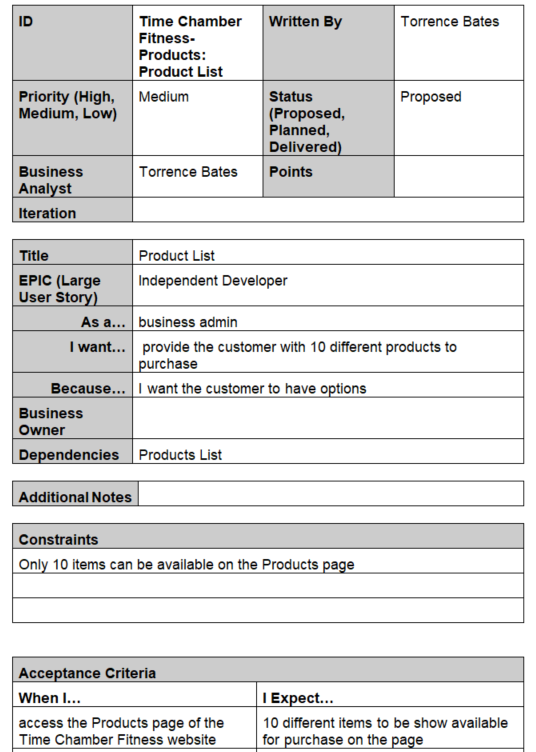 ID Time Chamber Written By Torrence Bates
Fitness-
Products:
Product List
Priority (High, Medium Status Proposed
Medium, Low) (Proposed,
Planned,
Delivered)
Business Torrence Bates Points
Analyst
Iteration
Title Product List
EPIC (Large Independent Developer
User Story)
As a... business admin
I want... provide the customer with 10 different products to
purchase
Because... I want the customer to have options
Business
Owner
Dependencies Products List
Additional Notes
Constraints
Only 10 items can be available on the Products page
Acceptance Criteria
When I... I Expect...
access the Products page of the 10 different items to be show available
Time Chamber Fitness website for purchase on the page